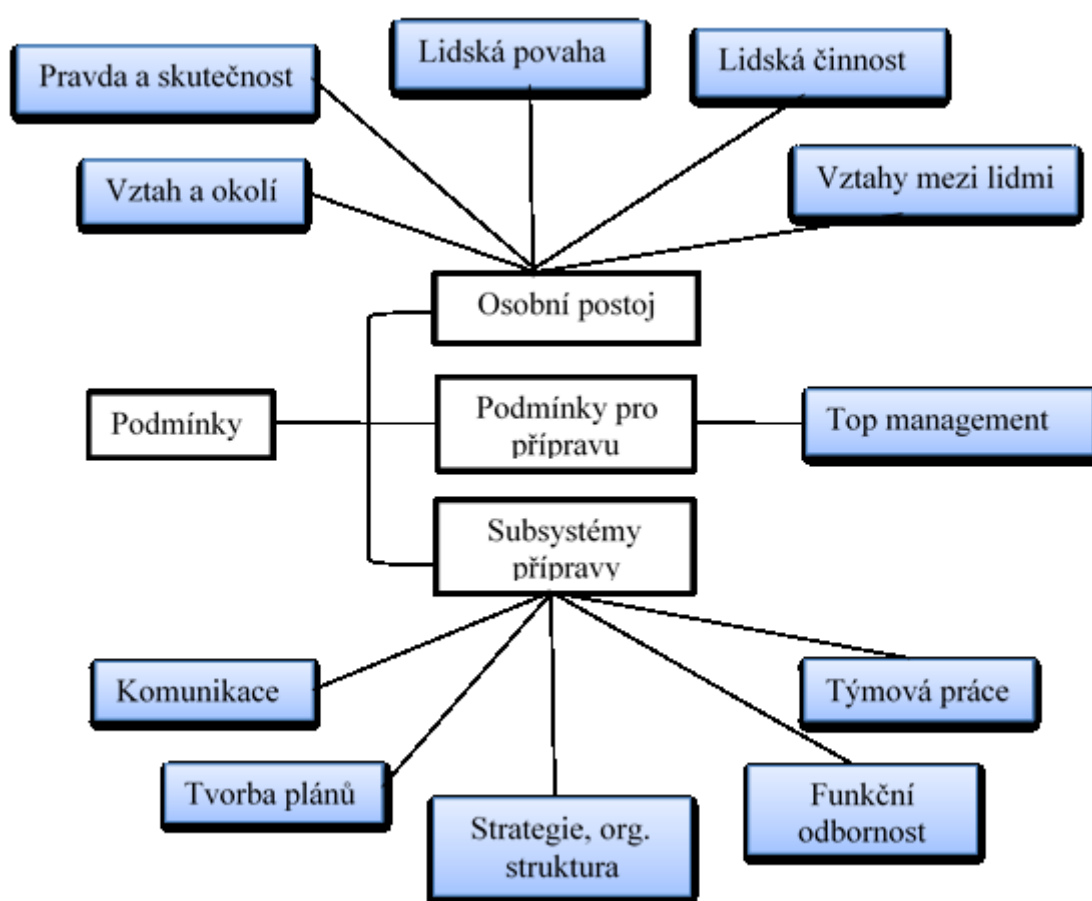 Lidská povaha
Lidská činnost
Pravda a skutečnost
Vztah a okolí
Vztahy mezi lidmi
Osobní postoj
Podmínky
Podmínky pro
přípravu
Top management
Subsystémy
přípravy
Komunikace
Týmová práce
Tvorba plánů
Strategie, org.
struktura
Funkční
odbornost